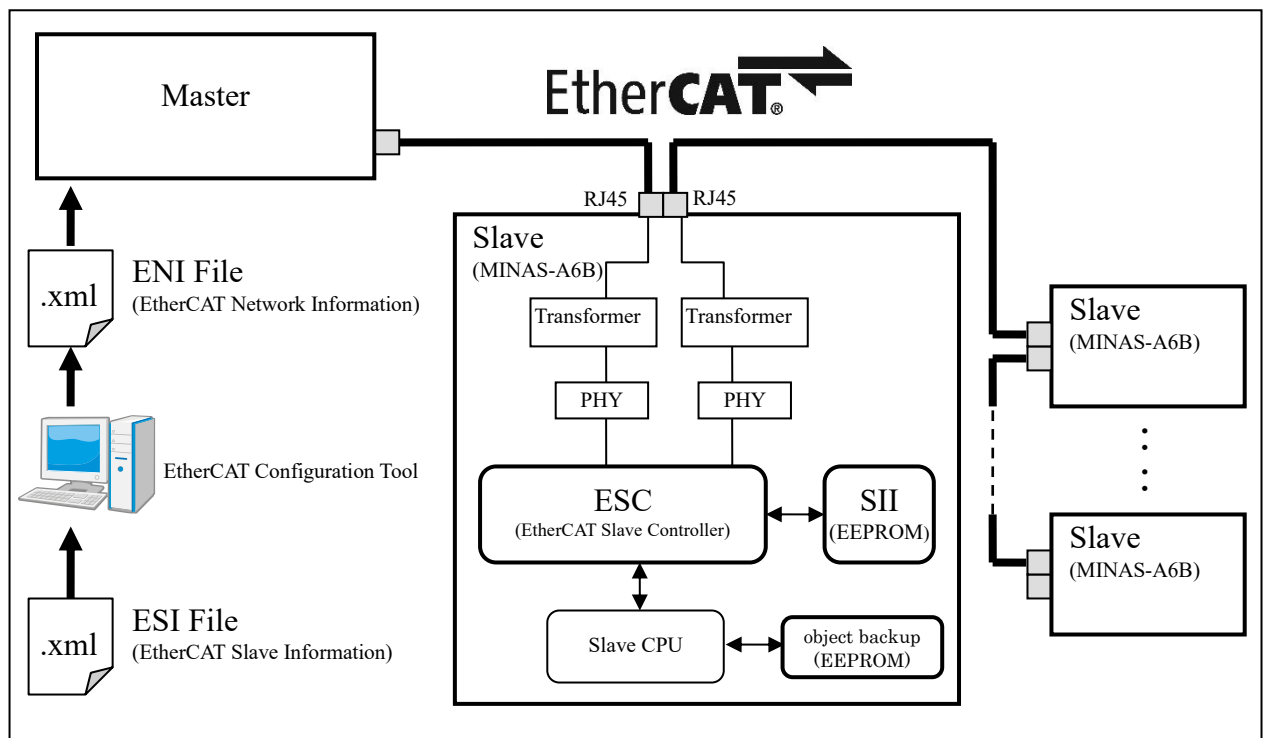 Master
EtherCAT®
RJ45
RJ45
.xml
ENI File
(EtherCAT Network Information)
EtherCAT Configuration Tool
.xml
ESI File
(EtherCAT Slave Information)
Slave
(MINAS-A6B)
Transformer
Transformer
PHY
PHY
ESC
(EtherCAT Slave Controller)
SII
(EEPROM)
Slave CPU
object backup
(EEPROM)
Slave
(MINAS-A6B)
Slave
(MINAS-A6B)